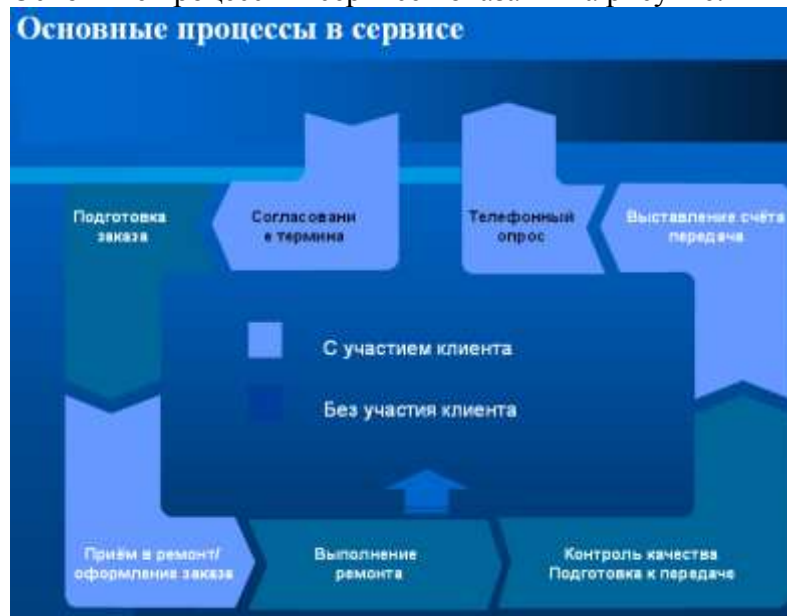 Основные процессы в сервисе
Подготовка
заказа
Согласовани
е термина
Телефонный
опрос
Выставление счёта
передача
С участием клиента
Без участия клиента
Приём в ремонт/
оформление заказа
Выполнение
ремонта
Контроль качества
Подготовка к передаче